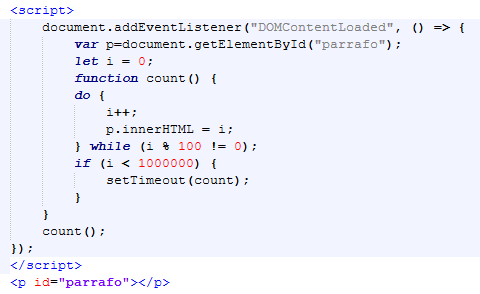 <script>
document.addEventListener("DOMContentLoaded", () => {
var p=document.getElementById("parrafo");
let i = 0;
function count() {
do {
i++;
p.innerHTML = i;
} while (i % 100 != 0);
if (i < 1000000) {
setTimeout(count);
}
}
count();
});
</script>
<p id="parrafo"></p>